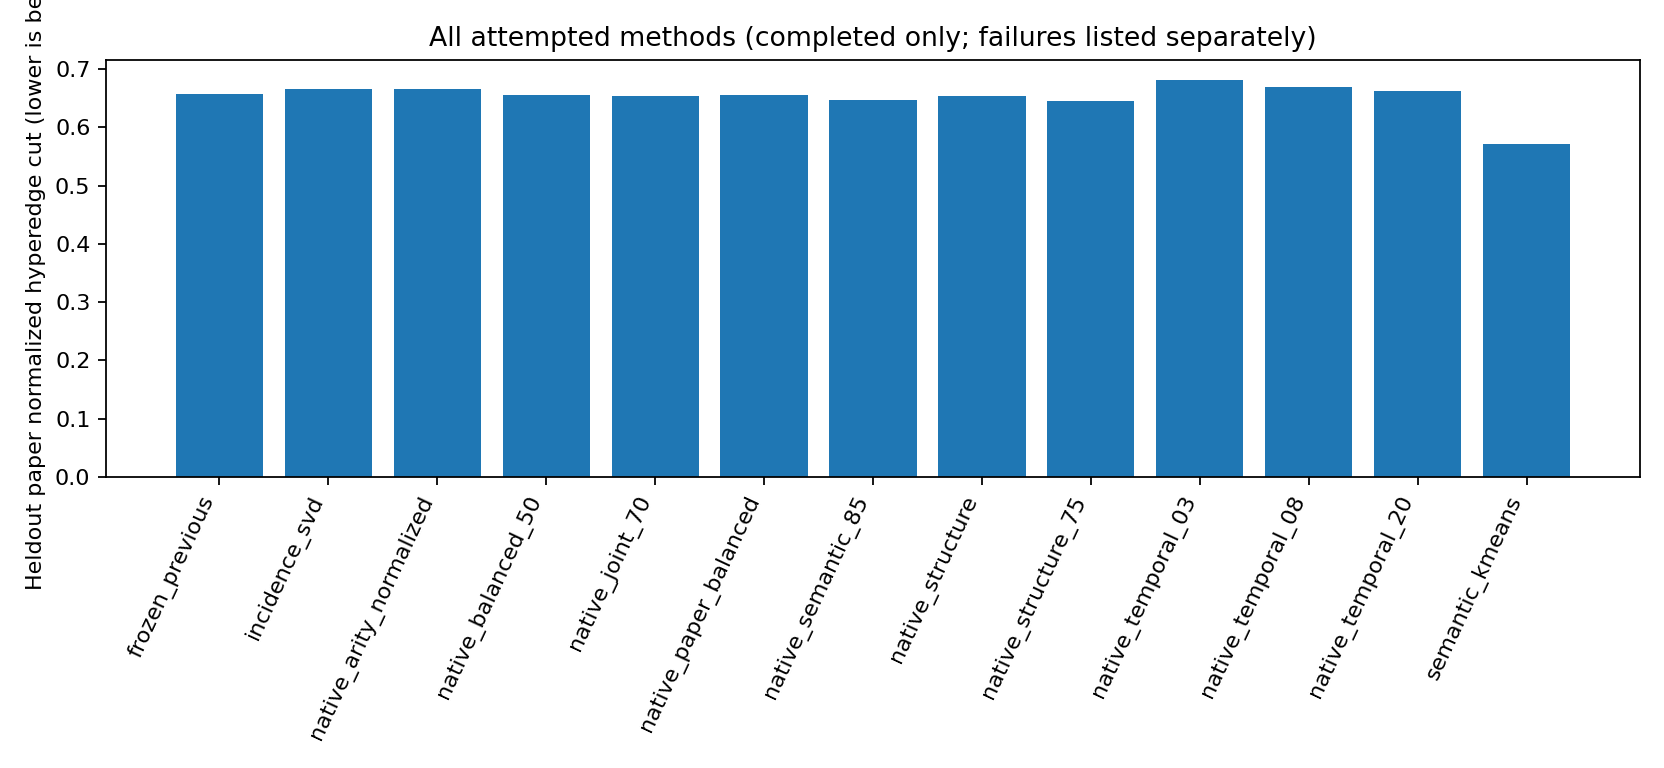 All attempted methods (completed only; failures listed separately)
Heldout paper normalized hyperedge cut (lower is be
0.7
0.6
0.5
0.4
0.3
0.2
0.1
0.0
frozen_previous
incidence_svd
native_arity_normalized
native_balanced_50
native_joint_70
native_paper_balanced
native_semantic_85
native_structure
native_structure_75
native_temporal_03
native_temporal_08
native_temporal_20
semantic_kmeans